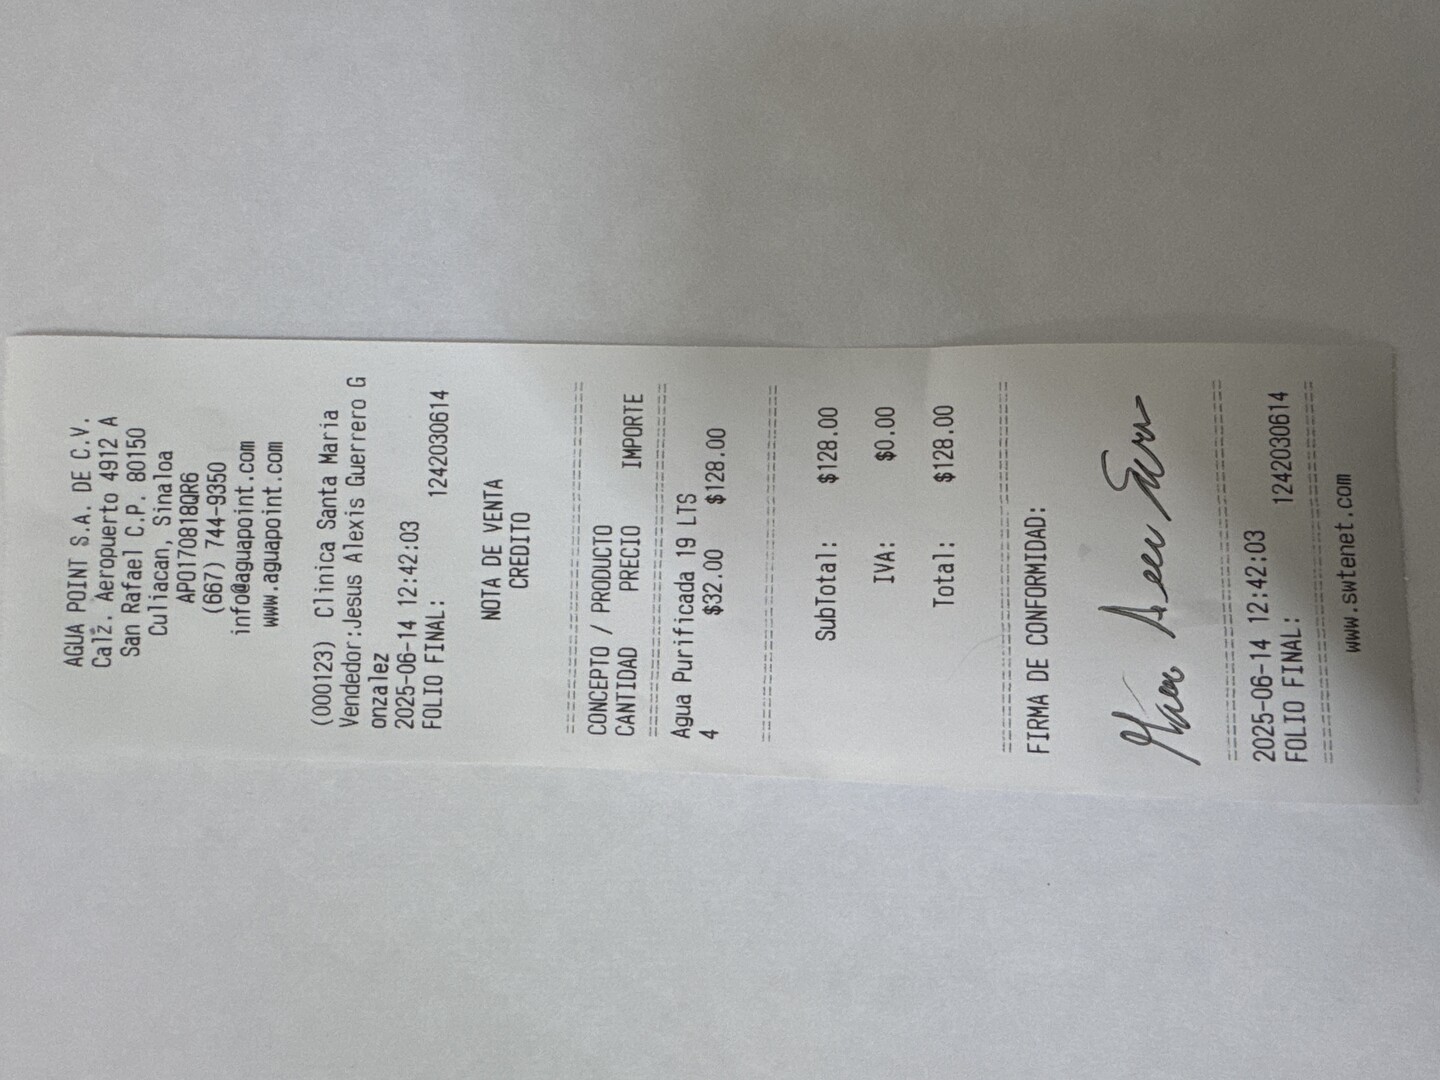 AGUA POINT S.A. DE C.V.
Calz. Aeropuerto 4912 A
San Rafael C.P. 80150
Culiacan, Sinaloa
APO170818QR6
(667) 744-9350
info@aguapoint.com
www.aguapoint.com
(000123) Clinica Santa Maria
Vendedor:Jesus Alexis Guerrero G
onzalez
2025-06-14 12:42:03
FOLIO FINAL: 1242030614
NOTA DE VENTA
CREDITO
================================
CONCEPTO / PRODUCTO
CANTIDAD PRECIO IMPORTE
================================
Agua Purificada 19 LTS
4 $32.00 $128.00
================================
SubTotal: $128.00
IVA: $0.00
Total: $128.00
================================
FIRMA DE CONFORMIDAD:
================================
2025-06-14 12:42:03
FOLIO FINAL: 1242030614
================================
www.swtenet.com